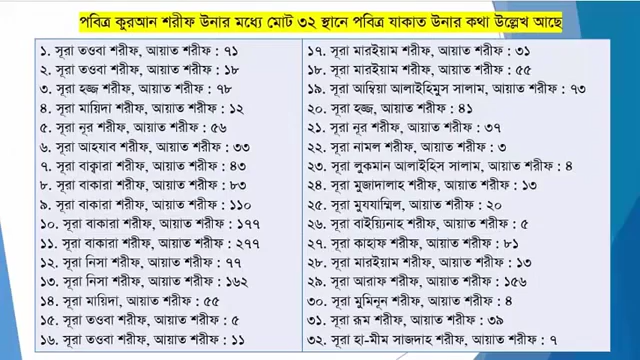 পবিত্র কুরআন শরীফ উনার মধ্যে মোট ৩২ স্থানে পবিত্র যাকাত উনার কথা উল্লেখ আছে
১. সূরা তওবা শরীফ, আয়াত শরীফ : ৭১
২. সূরা তওবা শরীফ, আয়াত শরীফ : ১৮
৩. সূরা হজ্জ শরীফ, আয়াত শরীফ : ৭৮
৪. সূরা মায়িদা শরীফ, আয়াত শরীফ : ১২
৫. সূরা নূর শরীফ, আয়াত শরীফ : ৫৬
৬. সূরা আহযাব শরীফ, আয়াত শরীফ : ৩৩
৭. সূরা বাক্বারা শরীফ, আয়াত শরীফ : ৪৩
৮. সূরা বাকারা শরীফ, আয়াত শরীফ : ৮৩
৯. সূরা বাকারা শরীফ, আয়াত শরীফ : ১১০
১০. সূরা বাকারা শরীফ, আয়াত শরীফ : ১৭৭
১১. সূরা বাকারা শরীফ, আয়াত শরীফ : ২৭৭
১২. সূরা নিসা শরীফ, আয়াত শরীফ : ৭৭
১৩. সূরা নিসা শরীফ, আয়াত শরীফ : ১৬২
১৪. সূরা মায়িদা, আয়াত শরীফ : ৫৫
১৫. সূরা তওবা শরীফ, আয়াত শরীফ : ৫
১৬. সূরা তওবা শরীফ, আয়াত শরীফ : ১১
১৭. সূরা মারইয়াম শরীফ, আয়াত শরীফ : ৩১
১৮. সূরা মারইয়াম শরীফ, আয়াত শরীফ : ৫৫
১৯. সূরা আম্বিয়া আলাইহিমুস সালাম, আয়াত শরীফ : ৭৩
২০. সূরা হজ্জ, আয়াত শরীফ : ৪১
২১. সূরা নূর শরীফ, আয়াত শরীফ : ৩৭
২২. সূরা নামল শরীফ, আয়াত শরীফ : ৩
২৩. সূরা লুকমান আলাইহিস সালাম, আয়াত শরীফ : ৪
২৪. সূরা মুজাদালাহ শরীফ, আয়াত শরীফ : ১৩
২৫. সূরা মুযযাম্মিল, আয়াত শরীফ : ২০
২৬. সূরা বাইয়্যিনাহ শরীফ, আয়াত শরীফ : ৫
২৭. সূরা কাহাফ শরীফ, আয়াত শরীফ : ৮১
২৮. সূরা মারইয়াম শরীফ, আয়াত শরীফ : ১৩
২৯. সূরা আরাফ শরীফ, আয়াত শরীফ : ১৫৬
৩০. সূরা মুমিনূন শরীফ, আয়াত শরীফ : ৪
৩১. সূরা রূম শরীফ, আয়াত শরীফ : ৩৯
৩২. সূরা হা-মীম সাজদাহ শরীফ, আয়াত শরীফ : ৭